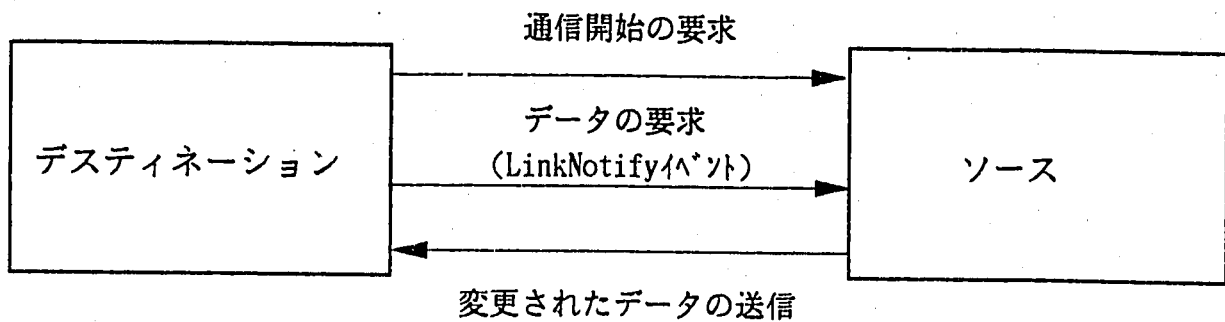 通信開始の要求
データの要求
(LinkNotifyイベント)
デスティネーション
ソース
変更されたデータの送信